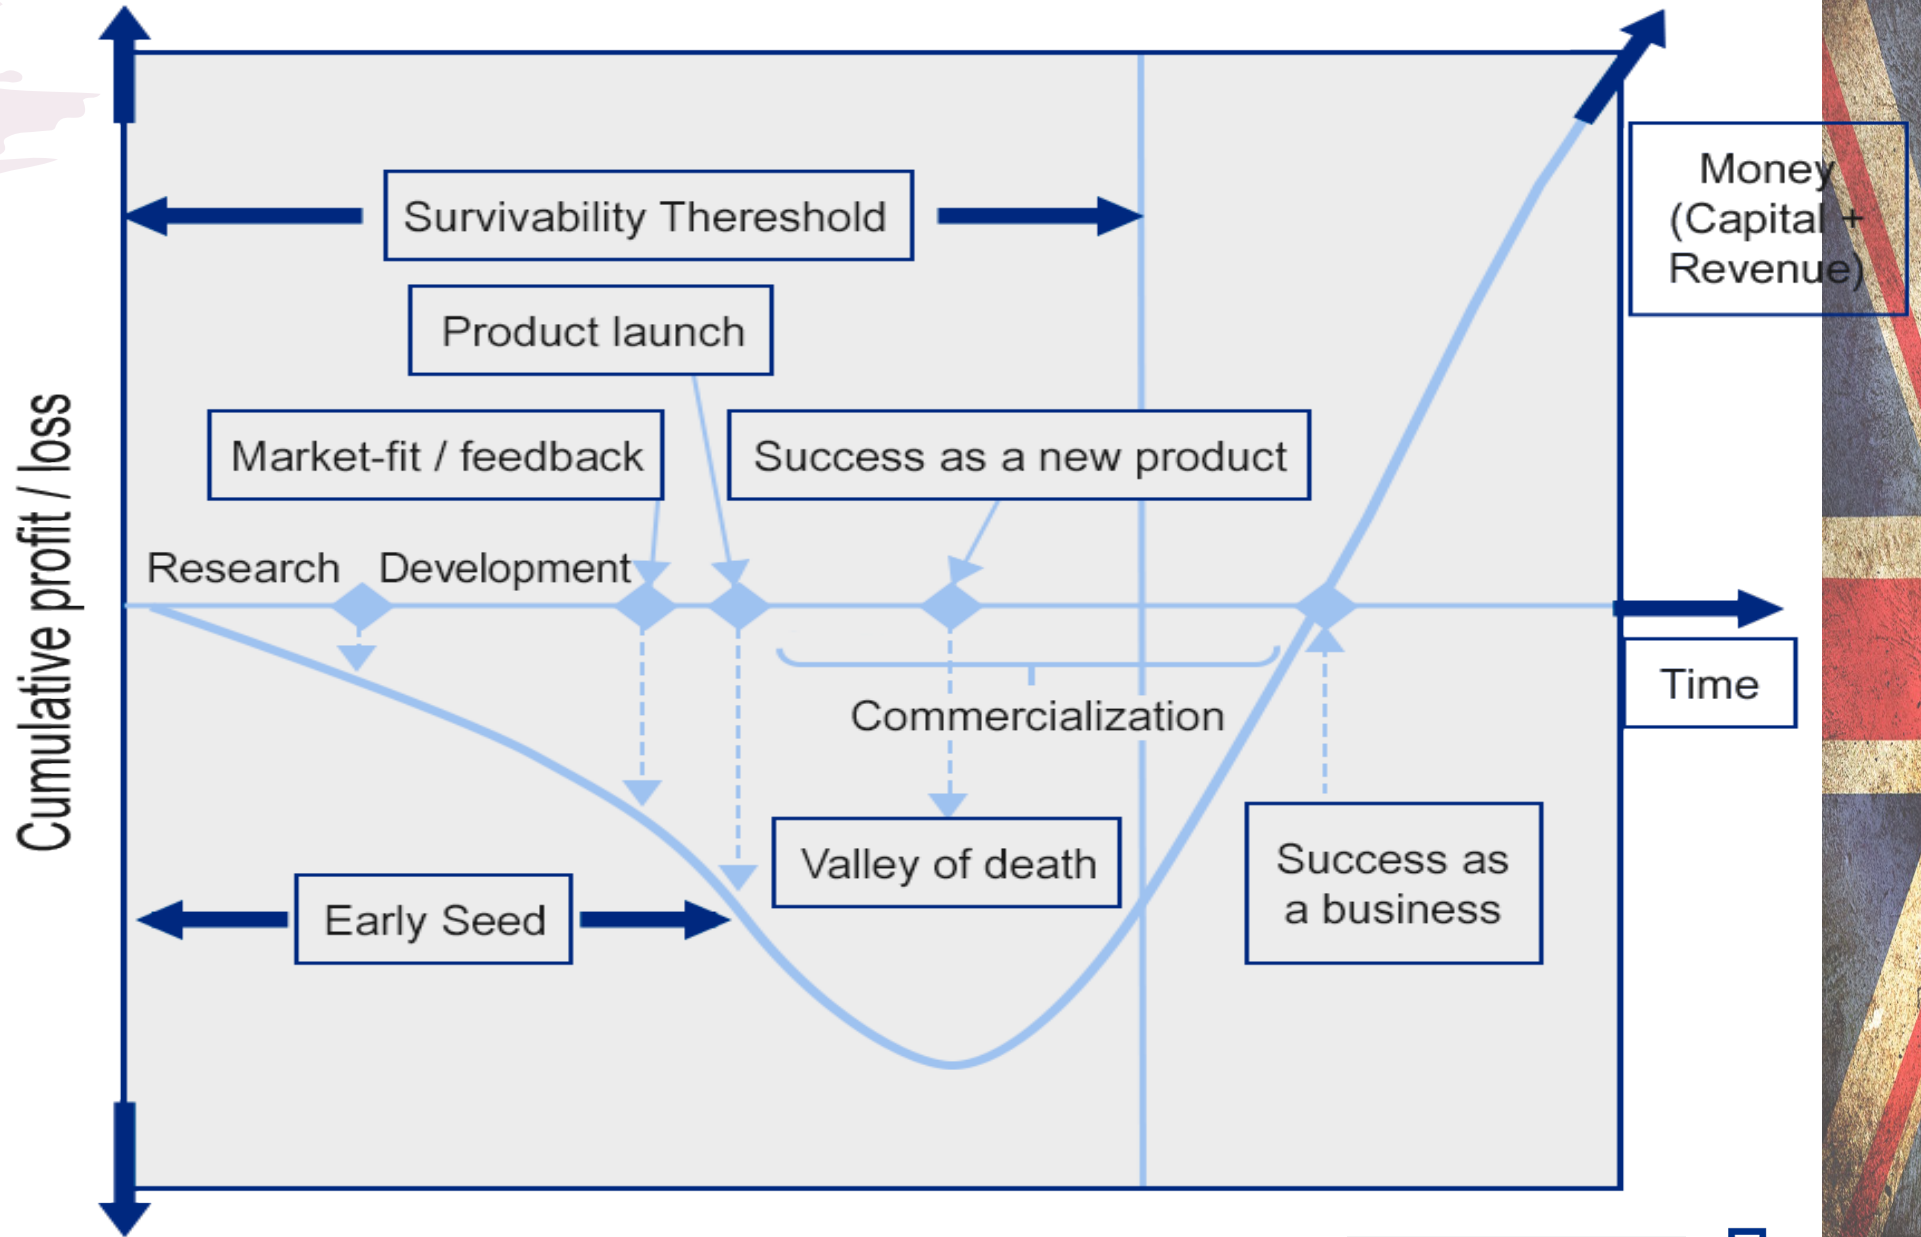 Survivability Thereshold
Product launch
Market-fit / feedback
Success as a new product
Research
Development
Commercialization
Valley of death
Early Seed
Success as
a business
Money
(Capital +
Revenue)
Time
Cumulative profit / loss